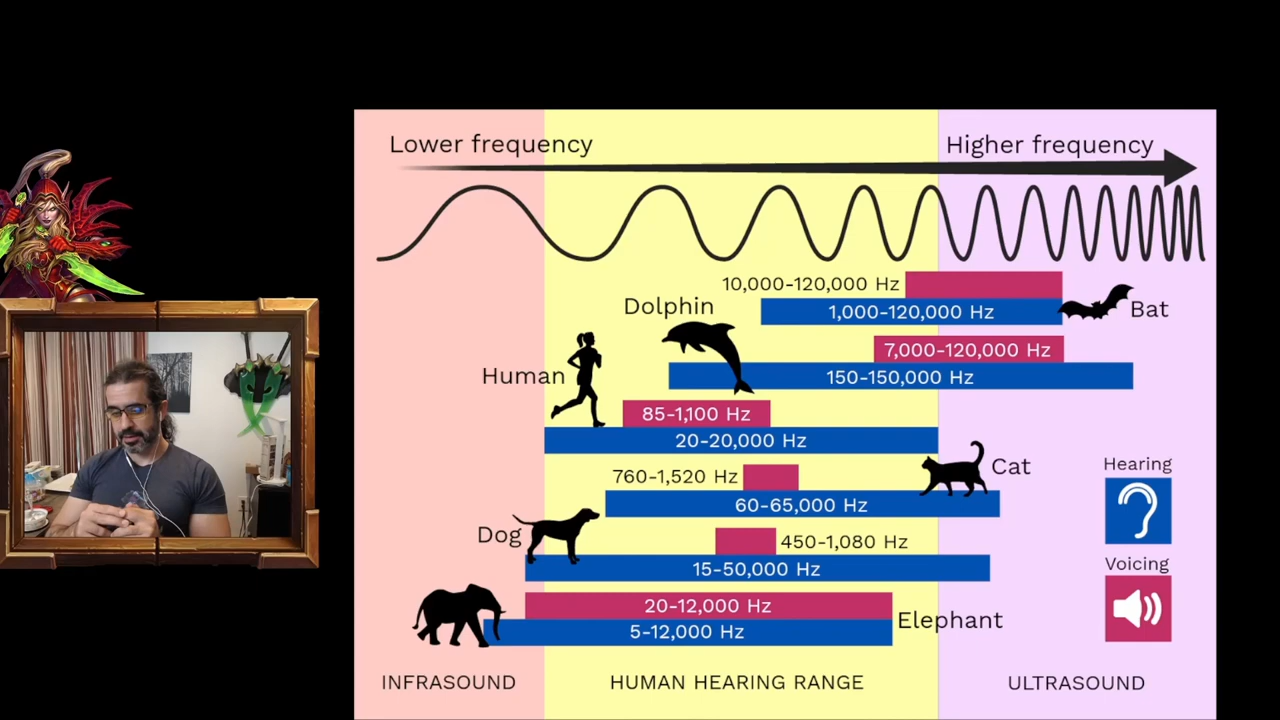 Lower frequency
Higher frequency
10,000-120,000 Hz
1,000-120,000 Hz
Bat
Dolphin
7,000-120,000 Hz
150-150,000 Hz
Human
85-1,100 Hz
20-20,000 Hz
Cat
760-1,520 Hz
60-65,000 Hz
Dog
450-1,080 Hz
15-50,000 Hz
20-12,000 Hz
5-12,000 Hz
Elephant
Hearing
Voicing
INFRASOUND
HUMAN HEARING RANGE
ULTRASOUND